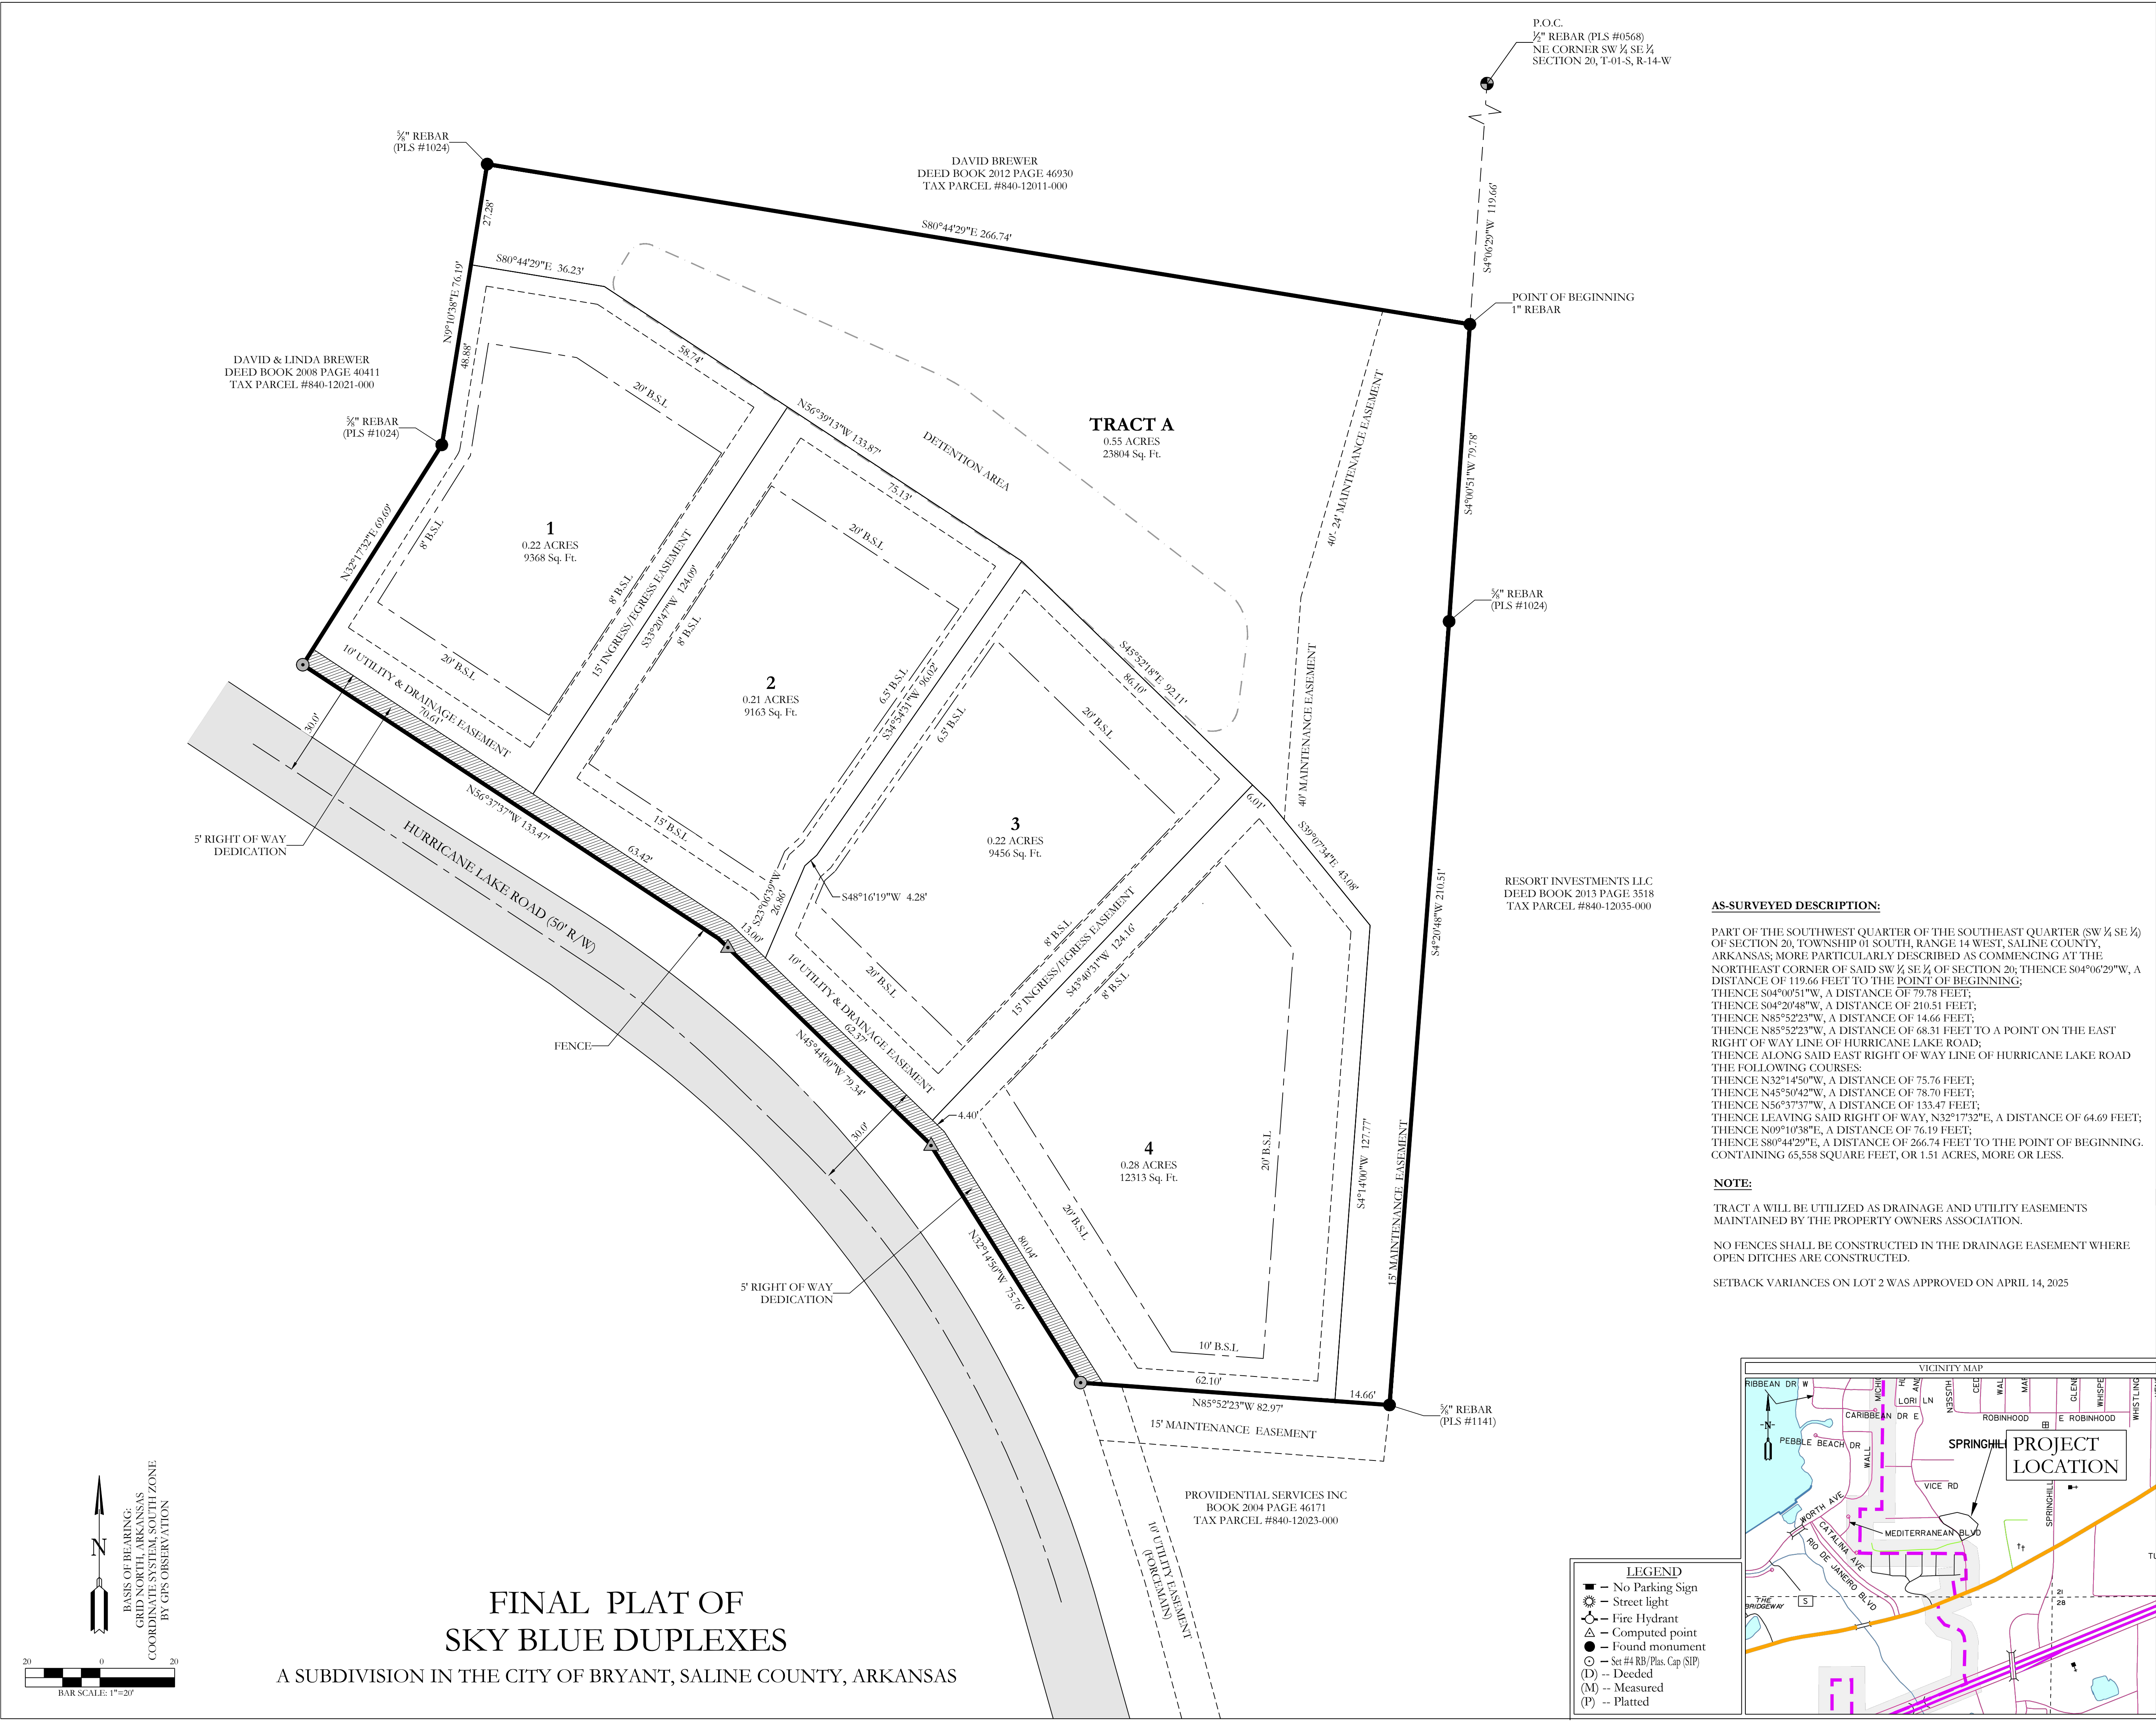 P.O.C.
½" REBAR (PLS #0568)
NE CORNER SW ¼ SE ¼
SECTION 20, T-01-S, R-14-W
S4°06'29"W 119.66'
⅝" REBAR
(PLS #1024)
DAVID BREWER
DEED BOOK 2012 PAGE 46930
TAX PARCEL #840-12011-000
S80°44'29"E 266.74'
27.28'
S80°44'29"E 36.23'
N9°10'38"E 76.19'
48.88'
POINT OF BEGINNING
1" REBAR
DAVID & LINDA BREWER
DEED BOOK 2008 PAGE 40411
TAX PARCEL #840-12021-000
⅝" REBAR
(PLS #1024)
58.74'
20' B.S.L
N56°39'13"W 133.87'
75.13'
DETENTION AREA
TRACT A
0.55 ACRES
23804 Sq. Ft.
40'- 24' MAINTENANCE EASEMENT
S4°00'51"W 79.78'
⅝" REBAR
(PLS #1024)
N32°17'32"E 69.69'
8' B.S.L
1
0.22 ACRES
9368 Sq. Ft.
8' B.S.L
20' B.S.L
15' INGRESS/EGRESS EASEMENT
S33°20'47"W 124.09'
8' B.S.L
20' B.S.L
2
0.21 ACRES
9163 Sq. Ft.
6.5' B.S.L
S34°54'31"W 96.02'
6.5' B.S.L
15' B.S.L
S45°52'18"E 92.11'
86.10'
20' B.S.L
40' MAINTENANCE EASEMENT
10' UTILITY & DRAINAGE EASEMENT
70.61'
30.0'
N56°37'37"W 133.47'
5' RIGHT OF WAY
DEDICATION
HURRICANE LAKE ROAD (50' R/W)
63.42'
13.00'
S23°06'39"W
26.86'
S48°16'19"W 4.28'
3
0.22 ACRES
9456 Sq. Ft.
6.01'
S39°07'34"E 43.08'
8' B.S.L
15' INGRESS/EGRESS EASEMENT
S43°40'31"W 124.16'
8' B.S.L
20' B.S.L
10' UTILITY & DRAINAGE EASEMENT
62.37'
FENCE
N45°44'00"W 79.34'
30.0'
4.40'
4
0.28 ACRES
12313 Sq. Ft.
20' B.S.L
20' B.S.L
10' B.S.L
S4°14'00"W 127.77'
15' MAINTENANCE EASEMENT
S4°20'48"W 210.51'
80.04'
N32°14'50"W 75.76'
5' RIGHT OF WAY
DEDICATION
62.10'
14.66'
N85°52'23"W 82.97'
15' MAINTENANCE EASEMENT
⅝" REBAR
(PLS #1141)
RESORT INVESTMENTS LLC
DEED BOOK 2013 PAGE 3518
TAX PARCEL #840-12035-000
PROVIDENTIAL SERVICES INC
BOOK 2004 PAGE 46171
TAX PARCEL #840-12023-000
10' UTILITY EASEMENT
(FORCEMAIN)
AS-SURVEYED DESCRIPTION:
PART OF THE SOUTHWEST QUARTER OF THE SOUTHEAST QUARTER (SW ¼ SE ¼)
OF SECTION 20, TOWNSHIP 01 SOUTH, RANGE 14 WEST, SALINE COUNTY,
ARKANSAS; MORE PARTICULARLY DESCRIBED AS COMMENCING AT THE
NORTHEAST CORNER OF SAID SW ¼ SE ¼ OF SECTION 20; THENCE S04°06'29"W, A
DISTANCE OF 119.66 FEET TO THE POINT OF BEGINNING;
THENCE S04°00'51"W, A DISTANCE OF 79.78 FEET;
THENCE S04°20'48"W, A DISTANCE OF 210.51 FEET;
THENCE N85°52'23"W, A DISTANCE OF 14.66 FEET;
THENCE N85°52'23"W, A DISTANCE OF 68.31 FEET TO A POINT ON THE EAST
RIGHT OF WAY LINE OF HURRICANE LAKE ROAD;
THENCE ALONG SAID EAST RIGHT OF WAY LINE OF HURRICANE LAKE ROAD
THE FOLLOWING COURSES:
THENCE N32°14'50"W, A DISTANCE OF 75.76 FEET;
THENCE N45°50'42"W, A DISTANCE OF 78.70 FEET;
THENCE N56°37'37"W, A DISTANCE OF 133.47 FEET;
THENCE LEAVING SAID RIGHT OF WAY, N32°17'32"E, A DISTANCE OF 64.69 FEET;
THENCE N09°10'38"E, A DISTANCE OF 76.19 FEET;
THENCE S80°44'29"E, A DISTANCE OF 266.74 FEET TO THE POINT OF BEGINNING.
CONTAINING 65,558 SQUARE FEET, OR 1.51 ACRES, MORE OR LESS.
NOTE:
TRACT A WILL BE UTILIZED AS DRAINAGE AND UTILITY EASEMENTS
MAINTAINED BY THE PROPERTY OWNERS ASSOCIATION.
NO FENCES SHALL BE CONSTRUCTED IN THE DRAINAGE EASEMENT WHERE
OPEN DITCHES ARE CONSTRUCTED.
SETBACK VARIANCES ON LOT 2 WAS APPROVED ON APRIL 14, 2025
VICINITY MAP
RIBBEAN DR W
MICHI
LORI LN
HUSSEN
CED
WAL
MAR
GLENE
WHISPE
WHISTLING
CARIBBEAN DR E
ROBINHOOD
E ROBINHOOD
-N-
PEBBLE BEACH DR
WALL
SPRINGHILL
PROJECT
LOCATION
VICE RD
SPRINGHILL
WORTH AVE
CATALINA AVE
MEDITERRANEAN BLVD
RIO DE JANEIRO BLVD
THE
BRIDGEWAY
S
21
28
TU
LEGEND
– No Parking Sign
– Street light
– Fire Hydrant
– Computed point
– Found monument
– Set #4 RB/Plas. Cap (SIP)
(D) -- Deeded
(M) -- Measured
(P) -- Platted
N
BASIS OF BEARING:
GRID NORTH, ARKANSAS
COORDINATE SYSTEM, SOUTH ZONE
BY GPS OBSERVATION
20 0 20
BAR SCALE: 1"=20'
FINAL PLAT OF
SKY BLUE DUPLEXES
A SUBDIVISION IN THE CITY OF BRYANT, SALINE COUNTY, ARKANSAS